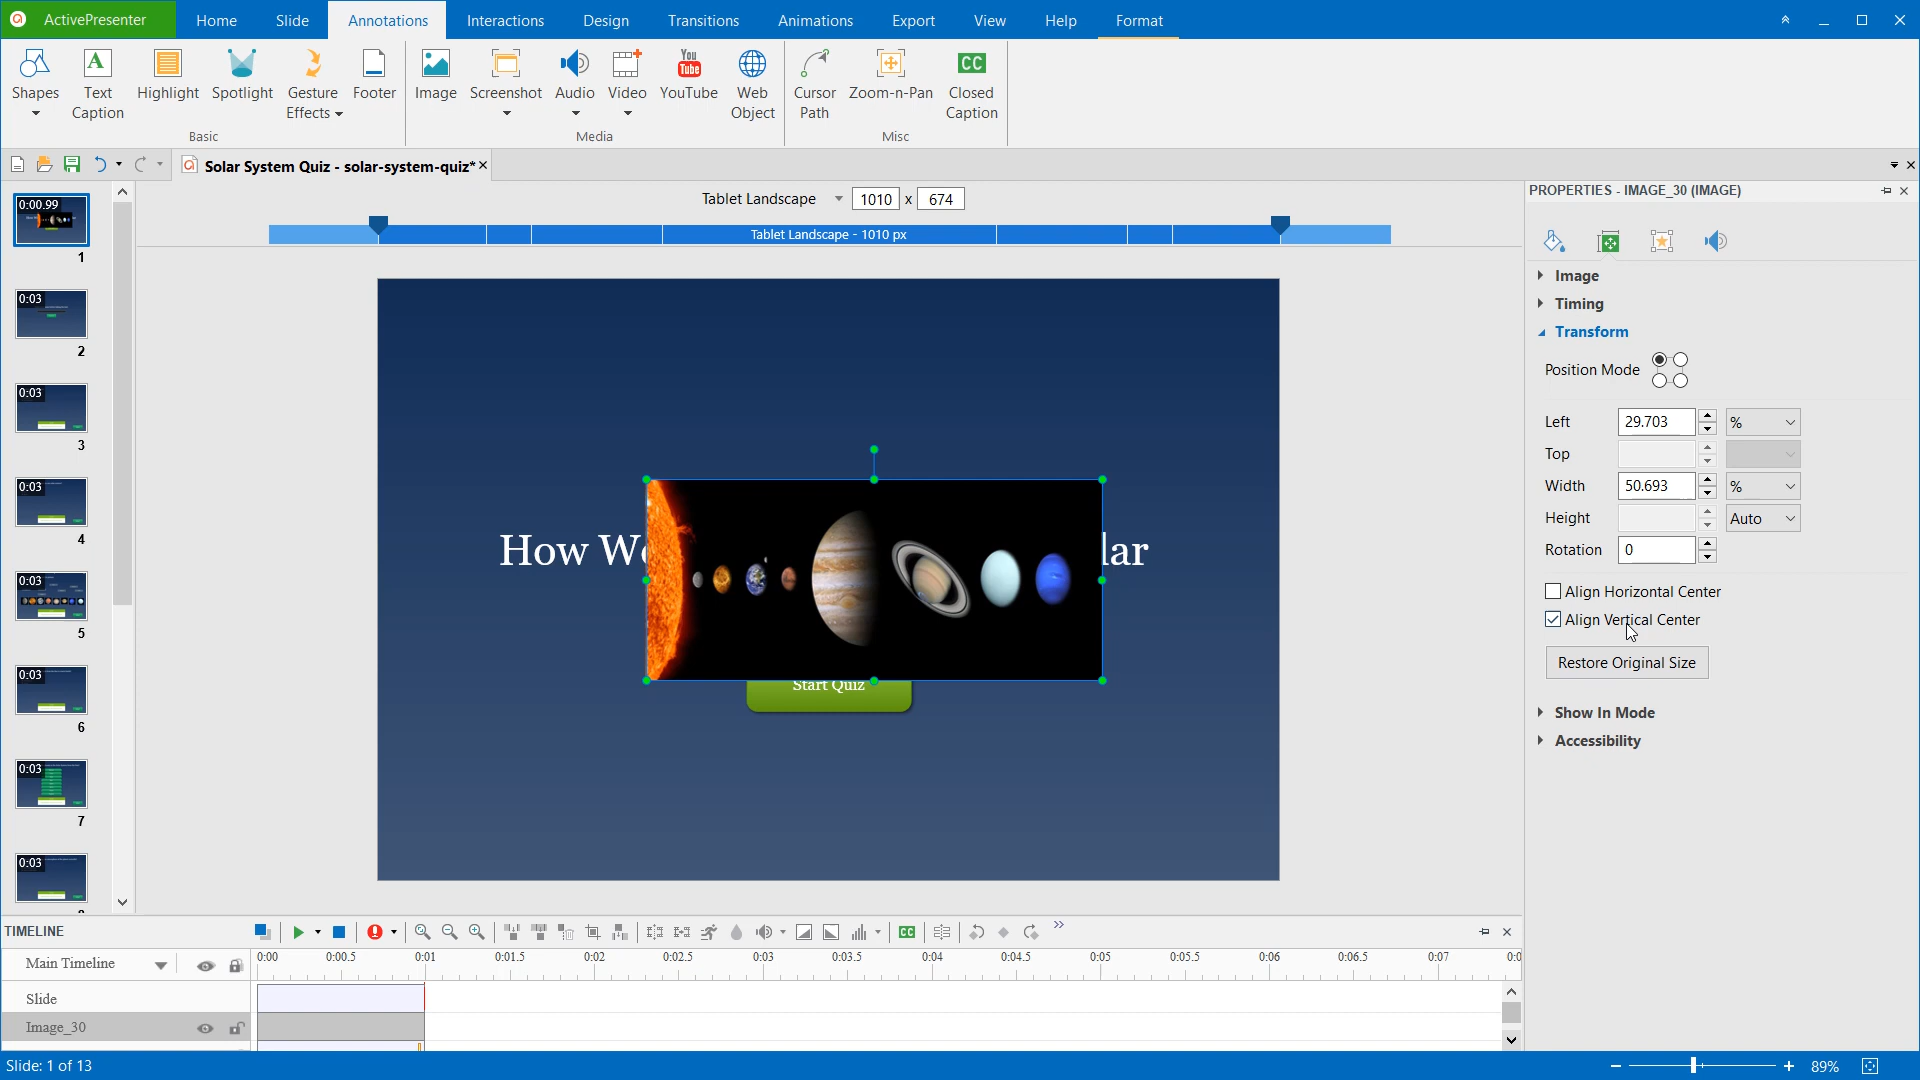 ActivePresenter
Home Slide Annotations Interactions Design Transitions Animations Export View Help Format
Shapes Text Caption Highlight Spotlight Gesture Effects Footer Image Screenshot Audio Video YouTube Web Object Cursor Path Zoom-n-Pan Closed Caption
Basic Media Misc
Solar System Quiz - solar-system-quiz*
PROPERTIES - IMAGE_30 (IMAGE)
Tablet Landscape 1010 x 674
Tablet Landscape - 1010 px
0:00.99
1
0:03
2
0:03
3
0:03
4
0:03
5
0:03
6
0:03
7
0:03
How We
lar
Start Quiz
Image
Timing
Transform
Position Mode
Left 29.703 %
Top
Width 50.693 %
Height Auto
Rotation 0
Align Horizontal Center
Align Vertical Center
Restore Original Size
Show In Mode
Accessibility
TIMELINE
Main Timeline
0:00 0:00.5 0:01 0:01.5 0:02 0:02.5 0:03 0:03.5 0:04 0:04.5 0:05 0:05.5 0:06 0:06.5 0:07
Slide
Image_30
Slide: 1 of 13
89%